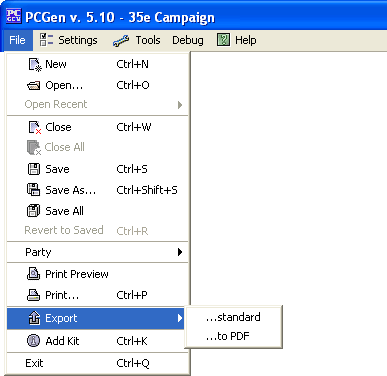 PCGen v. 5.10 - 35e Campaign
File Settings Tools Debug Help
New Ctrl+N
Open... Ctrl+O
Open Recent
Close Ctrl+W
Close All
Save Ctrl+S
Save As... Ctrl+Shift+S
Save All
Revert to Saved Ctrl+R
Party
Print Preview
Print... Ctrl+P
Export
...standard
...to PDF
Add Kit Ctrl+K
Exit Ctrl+Q